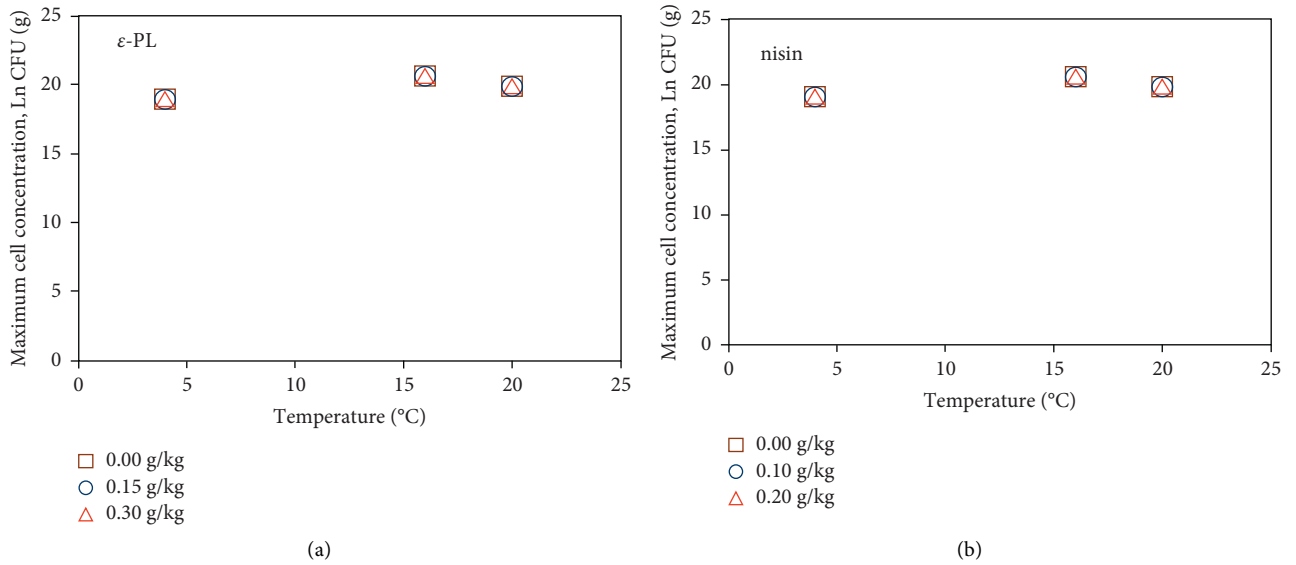 Maximum cell concentration, Ln CFU (g)
25
20
15
10
5
0
ε-PL
0 5 10 15 20 25
Temperature (°C)
0.00 g/kg
0.15 g/kg
0.30 g/kg
(a)
Maximum cell concentration, Ln CFU (g)
25
20
15
10
5
0
nisin
0 5 10 15 20 25
Temperature (°C)
0.00 g/kg
0.10 g/kg
0.20 g/kg
(b)